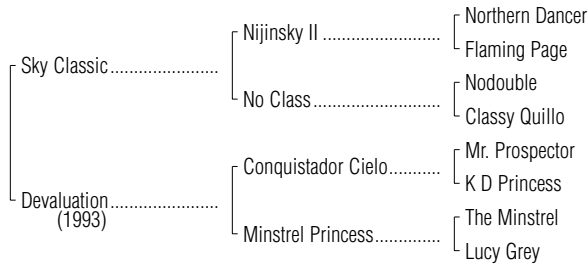 Northern Dancer
Nijinsky II ......................
Flaming Page
Sky Classic....................
Nodouble
No Class.........................
Classy Quillo
Mr. Prospector
Conquistador Cielo..........
K D Princess
Devaluation ....................
(1993)
The Minstrel
Minstrel Princess.............
Lucy Grey